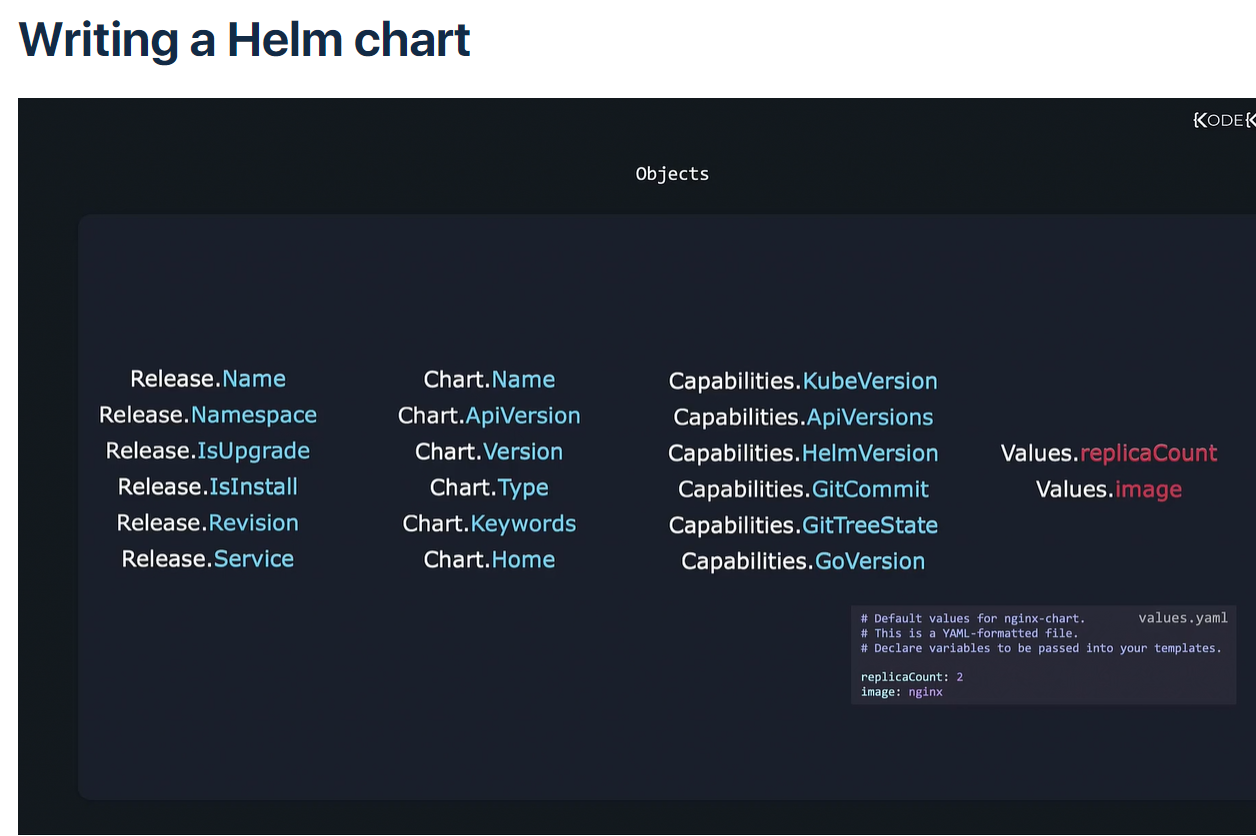 Writing a Helm chart
Objects
Release.Name
Release.Namespace
Release.IsUpgrade
Release.IsInstall
Release.Revision
Release.Service
Chart.Name
Chart.ApiVersion
Chart.Version
Chart.Type
Chart.Keywords
Chart.Home
Capabilities.KubeVersion
Capabilities.ApiVersions
Capabilities.HelmVersion
Capabilities.GitCommit
Capabilities.GitTreeState
Capabilities.GoVersion
Values.replicaCount
Values.image
values.yaml
# Default values for nginx-chart.
# This is a YAML-formatted file.
# Declare variables to be passed into your templates.
replicaCount: 2
image: nginx